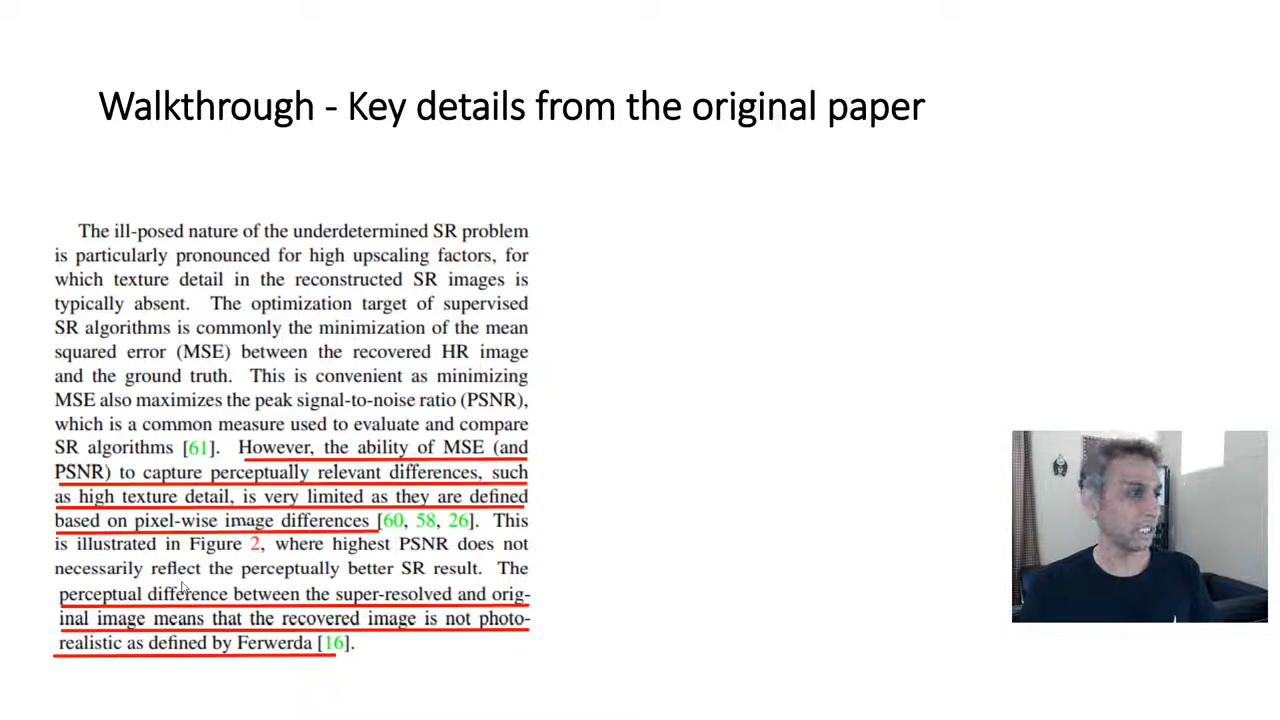 Walkthrough - Key details from the original paper
The ill-posed nature of the underdetermined SR problem
is particularly pronounced for high upscaling factors, for
which texture detail in the reconstructed SR images is
typically absent. The optimization target of supervised
SR algorithms is commonly the minimization of the mean
squared error (MSE) between the recovered HR image
and the ground truth. This is convenient as minimizing
MSE also maximizes the peak signal-to-noise ratio (PSNR),
which is a common measure used to evaluate and compare
SR algorithms [61]. However, the ability of MSE (and
PSNR) to capture perceptually relevant differences, such
as high texture detail, is very limited as they are defined
based on pixel-wise image differences [60, 58, 26]. This
is illustrated in Figure 2, where highest PSNR does not
necessarily reflect the perceptually better SR result. The
perceptual difference between the super-resolved and orig-
inal image means that the recovered image is not photo-
realistic as defined by Ferwerda [16].